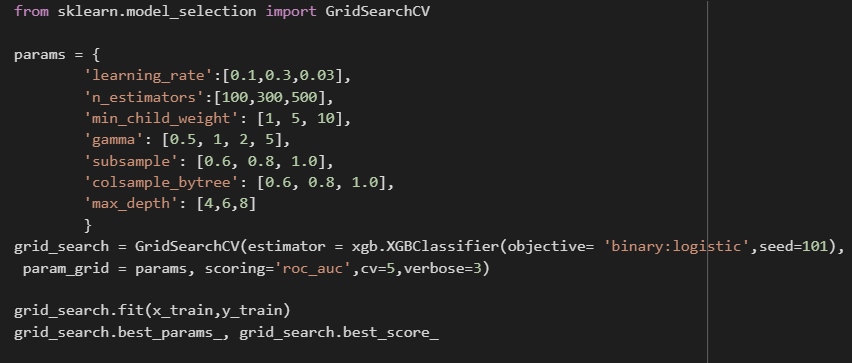 from sklearn.model_selection import GridSearchCV
params = {
'learning_rate':[0.1,0.3,0.03],
'n_estimators':[100,300,500],
'min_child_weight': [1, 5, 10],
'gamma': [0.5, 1, 2, 5],
'subsample': [0.6, 0.8, 1.0],
'colsample_bytree': [0.6, 0.8, 1.0],
'max_depth': [4,6,8]
}
grid_search = GridSearchCV(estimator = xgb.XGBClassifier(objective= 'binary:logistic',seed=101),
param_grid = params, scoring='roc_auc',cv=5,verbose=3)
grid_search.fit(x_train,y_train)
grid_search.best_params_, grid_search.best_score_